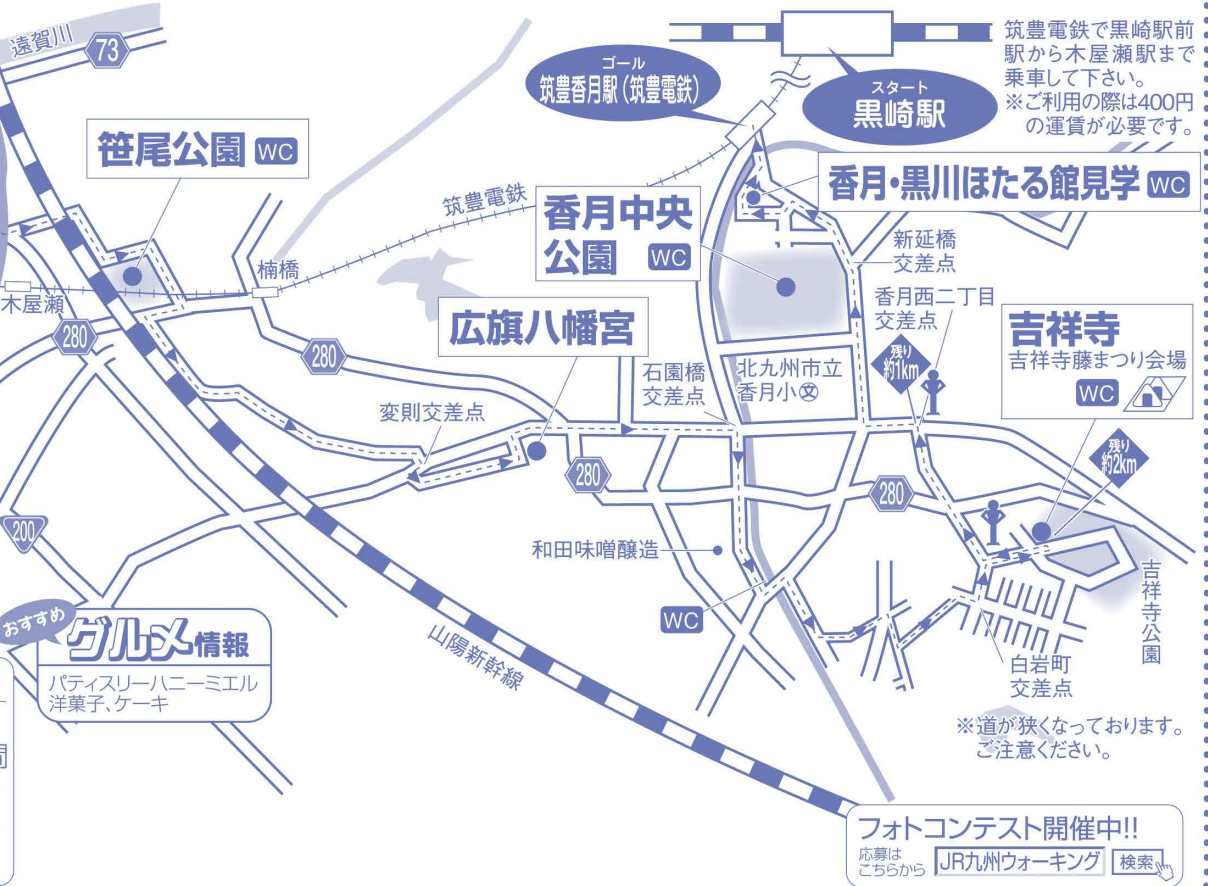 遠賀川
73
ゴール
筑豊香月駅(筑豊電鉄)
スタート
黒崎駅
筑豊電鉄で黒崎駅前
駅から木屋瀬駅まで
乗車して下さい。
※ご利用の際は400円
の運賃が必要です。
笹尾公園 WC
筑豊電鉄
香月中央
公園 WC
香月・黒川ほたる館見学 WC
新延橋
交差点
木屋瀬
楠橋
280
280
広旗八幡宮
香月西二丁目
交差点
残り
約1km
吉祥寺
吉祥寺藤まつり会場
WC
石園橋
交差点
北九州市立
香月小文
変則交差点
残り
約2km
280
280
200
和田味噌醸造
WC
吉祥寺公園
白岩町
交差点
おすすめ
グルメ情報
パティスリーハニーミエル
洋菓子、ケーキ
山陽新幹線
※道が狭くなっております。
ご注意ください。
フォトコンテスト開催中!!
応募は
こちらから
JR九州ウォーキング 検索